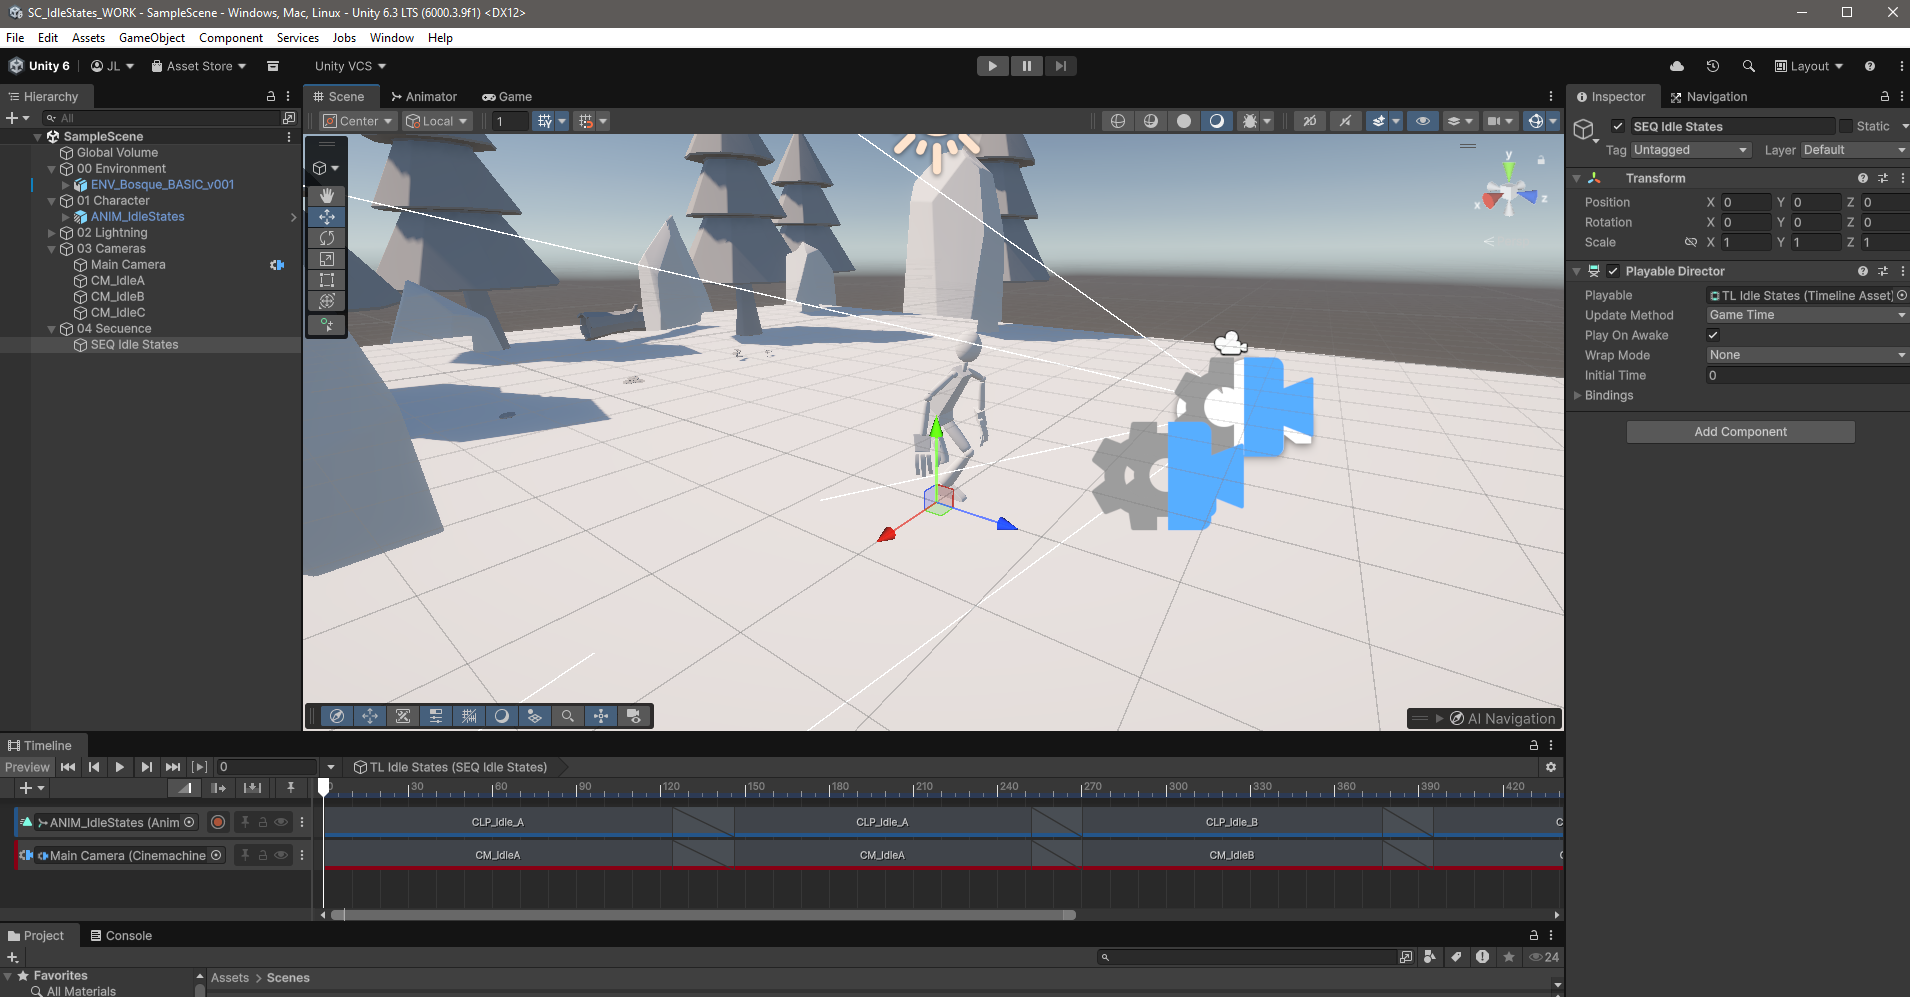 SC_IdleStates_WORK - SampleScene - Windows, Mac, Linux - Unity 6.3 LTS (6000.3.9f1) <DX12>
File Edit Assets GameObject Component Services Jobs Window Help
Unity 6 JL Asset Store Unity VCS Layout
Hierarchy
All
SampleScene
Global Volume
00 Environment
ENV_Bosque_BASIC_v001
01 Character
ANIM_IdleStates
02 Lightning
03 Cameras
Main Camera
CM_IdleA
CM_IdleB
CM_IdleC
04 Secuence
SEQ Idle States
Scene Animator Game
Center Local 1 2D
y
x
z
AI Navigation
Inspector Navigation
SEQ Idle States Static
Tag Untagged Layer Default
Transform
Position X 0 Y 0 Z 0
Rotation X 0 Y 0 Z 0
Scale X 1 Y 1 Z 1
Playable Director
Playable TL Idle States (Timeline Asset)
Update Method Game Time
Play On Awake
Wrap Mode None
Initial Time 0
Bindings
Add Component
Timeline
Preview 0 TL Idle States (SEQ Idle States)
30 60 90 120 150 180 210 240 270 300 330 360 390 420
ANIM_IdleStates (Anim CLP_Idle_A CLP_Idle_A CLP_Idle_B C
Main Camera (Cinemachine CM_IdleA CM_IdleA CM_IdleB
Project Console
24
Favorites
All Materials
Assets > Scenes